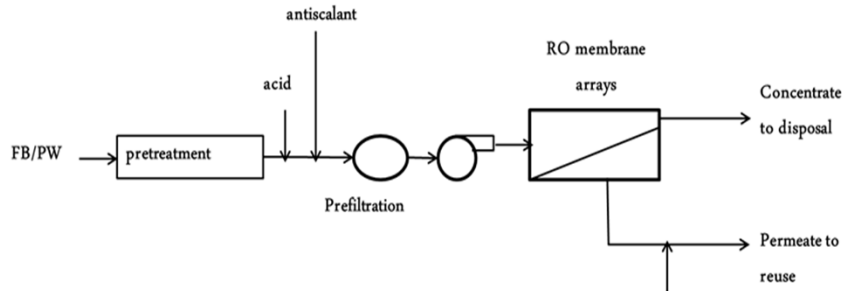 antiscalant
RO membrane
arrays
acid
Concentrate
to disposal
FB/PW
pretreatment
Prefiltration
Permeate to
reuse